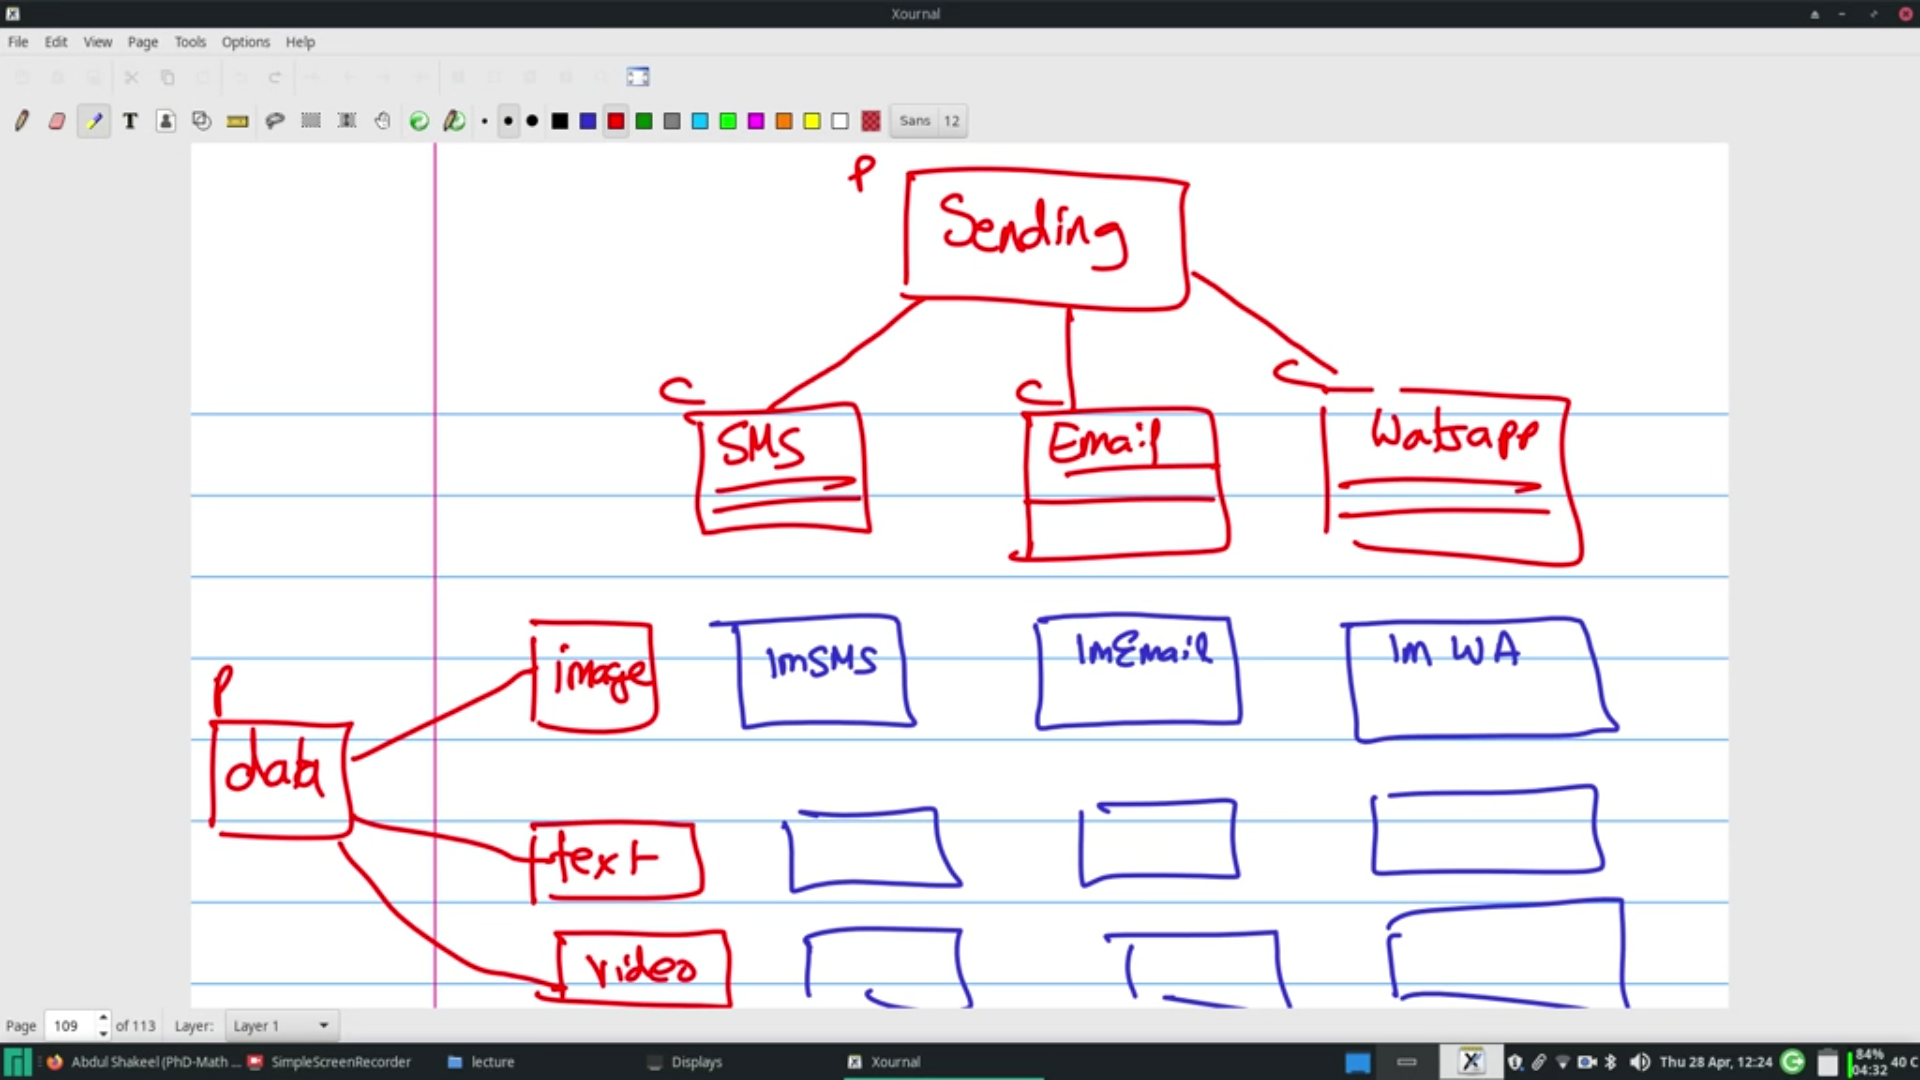 Xournal
File Edit View Page Tools Options Help
T Sans 12
P
Sending
C C C
SMS Email Watsapp
image ImSMS ImEmail Im WA
P
data
text
video
Page 109 of 113 Layer: Layer 1
Abdul Shakeel (PhD-Math ... SimpleScreenRecorder lecture Displays Xournal Thu 28 Apr, 12:24 84% 04:32 40 C